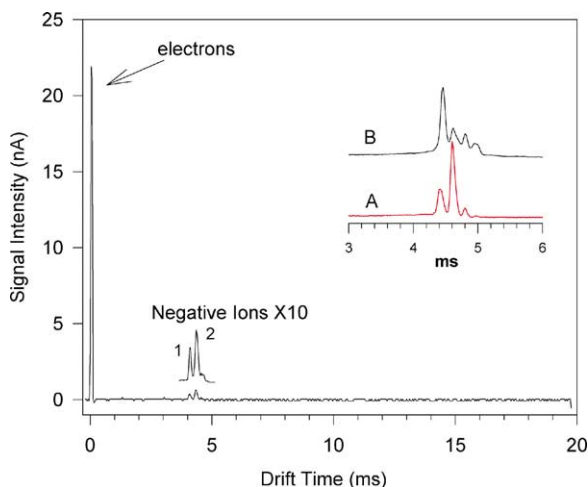 25
20
15
10
5
0
Signal Intensity (nA)
electrons
B
A
3 4 5 6
ms
Negative Ions X10
1 2
0 5 10 15 20
Drift Time (ms)